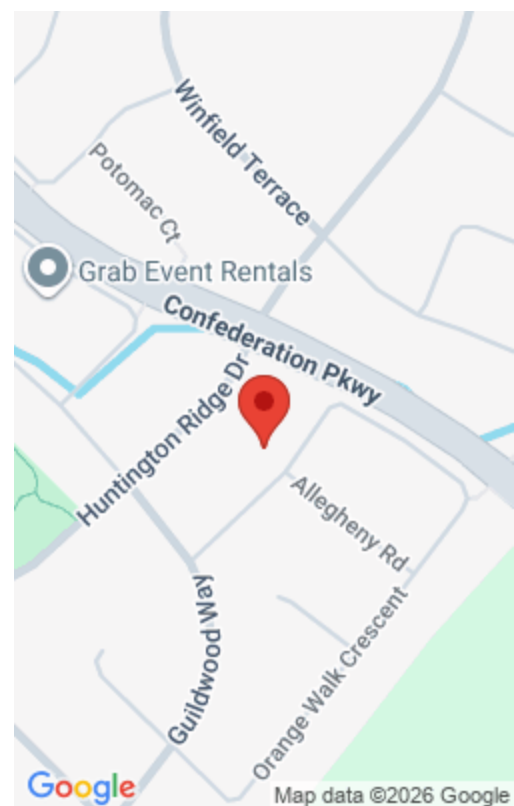 Winfield Terrace
Potomac Ct
Grab Event Rentals
Confederation Pkwy
Huntington Ridge Dr
Allegheny Rd
Guildwood Way
Orange Walk Crescent
Google
Map data ©2026 Google